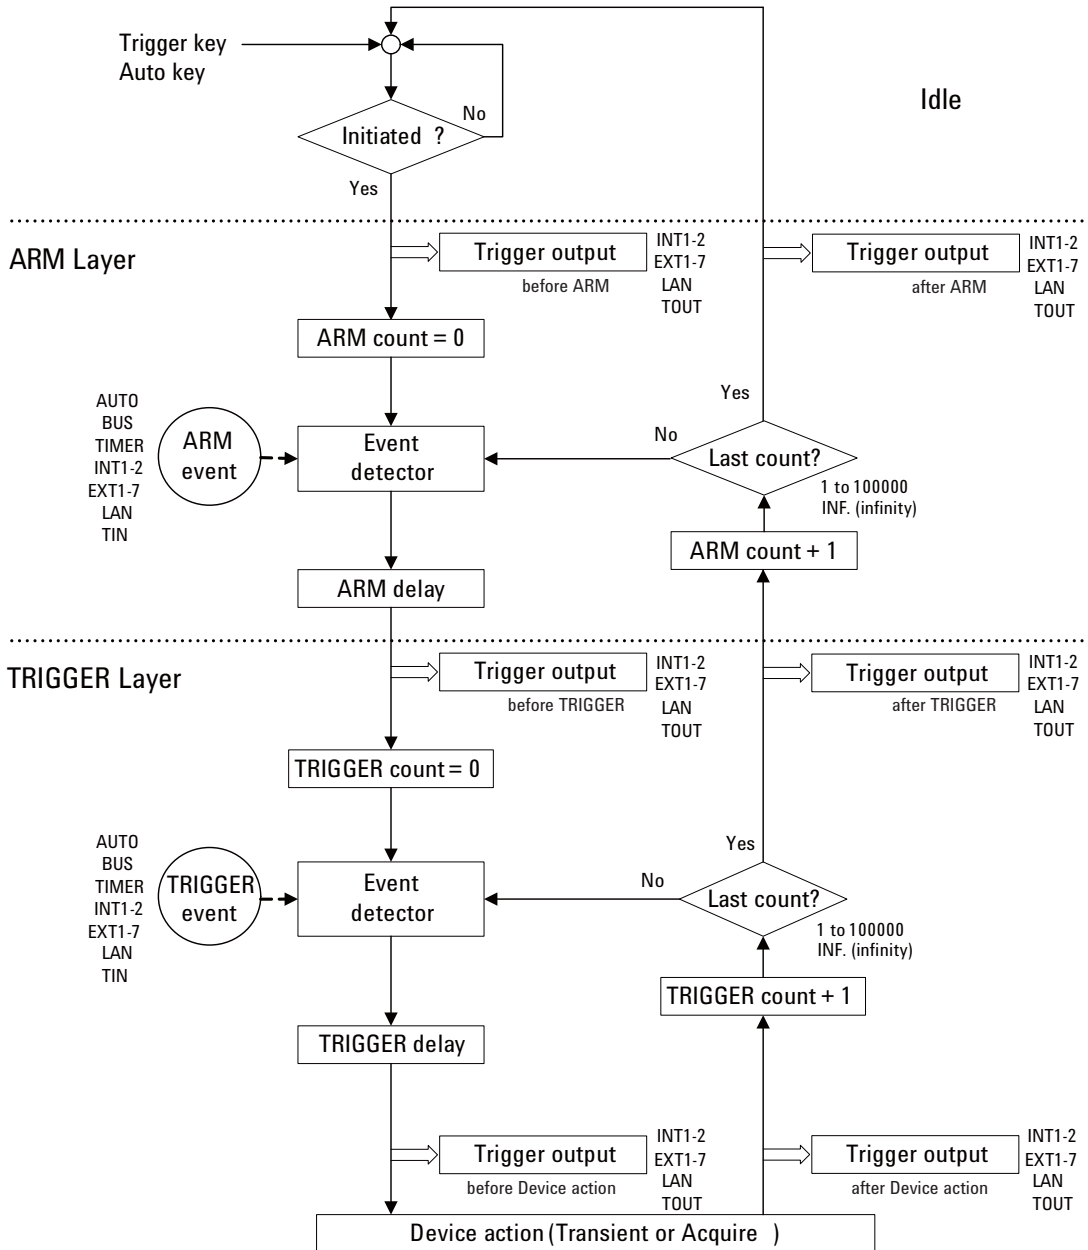 Trigger key
Auto key
Idle
No
Initiated ?
Yes
ARM Layer
Trigger output
before ARM
INT1-2
EXT1-7
LAN
TOUT
Trigger output
after ARM
INT1-2
EXT1-7
LAN
TOUT
ARM count = 0
AUTO
BUS
TIMER
INT1-2
EXT1-7
LAN
TIN
ARM
event
Event
detector
Yes
No
Last count?
1 to 100000
INF. (infinity)
ARM count + 1
ARM delay
TRIGGER Layer
Trigger output
before TRIGGER
INT1-2
EXT1-7
LAN
TOUT
Trigger output
after TRIGGER
INT1-2
EXT1-7
LAN
TOUT
TRIGGER count = 0
AUTO
BUS
TIMER
INT1-2
EXT1-7
LAN
TIN
TRIGGER
event
Event
detector
Yes
No
Last count?
1 to 100000
INF. (infinity)
TRIGGER count + 1
TRIGGER delay
Trigger output
before Device action
INT1-2
EXT1-7
LAN
TOUT
Trigger output
after Device action
INT1-2
EXT1-7
LAN
TOUT
Device action (Transient or Acquire )